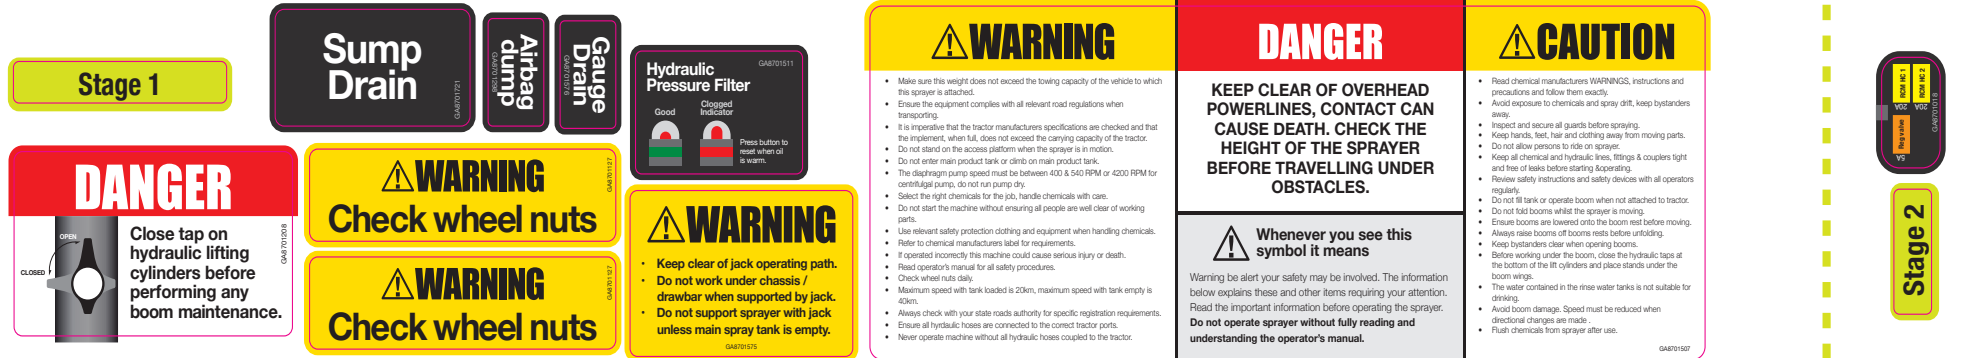 Stage 1
Sump
Drain
GA8701721
Airbag
dump
GA8701298
Gauge
Drain
GA8701576
Hydraulic
Pressure Filter
GA8701511
Good
Clogged
Indicator
Press button to
reset when oil
is warm.
DANGER
OPEN
CLOSED
Close tap on
hydraulic lifting
cylinders before
performing any
boom maintenance.
GA8701208
WARNING
Check wheel nuts
GA8701127
WARNING
Check wheel nuts
GA8701127
WARNING
• Keep clear of jack operating path.
• Do not work under chassis /
drawbar when supported by jack.
• Do not support sprayer with jack
unless main spray tank is empty.
GA8701575
WARNING
• Make sure this weight does not exceed the towing capacity of the vehicle to which
this sprayer is attached.
• Ensure the equipment complies with all relevant road regulations when
transporting.
• It is imperative that the tractor manufacturers specifications are checked and that
the implement, when full, does not exceed the carrying capacity of the tractor.
• Do not stand on the access platform when the sprayer is in motion.
• Do not enter main product tank or climb on main product tank.
• The diaphragm pump speed must be between 400 & 540 RPM or 4200 RPM for
centrifulgal pump, do not run pump dry.
• Select the right chemicals for the job, handle chemicals with care.
• Do not start the machine without ensuring all people are well clear of working
parts.
• Use relevant safety protection clothing and equipment when handling chemicals.
• Refer to chemical manufacturers label for requirements.
• If operated incorrectly this machine could cause serious injury or death.
• Read operator's manual for all safety procedures.
• Check wheel nuts daily.
• Maximum speed with tank loaded is 20km, maximum speed with tank empty is
40km.
• Always check with your state roads authority for specific registration requirements.
• Ensure all hyrdaulic hoses are connected to the correct tractor ports.
• Never operate machine without all hydraulic hoses coupled to the tractor.
DANGER
KEEP CLEAR OF OVERHEAD
POWERLINES, CONTACT CAN
CAUSE DEATH. CHECK THE
HEIGHT OF THE SPRAYER
BEFORE TRAVELLING UNDER
OBSTACLES.
Whenever you see this
symbol it means
Warning be alert your safety may be involved. The information
below explains these and other items requiring your attention.
Read the important information before operating the sprayer.
Do not operate sprayer without fully reading and
understanding the operator's manual.
CAUTION
• Read chemical manufacturers WARNINGS, instructions and
precautions and follow them exactly.
• Avoid exposure to chemicals and spray drift, keep bystanders
away.
• Inspect and secure all guards before spraying.
• Keep hands, feet, hair and clothing away from moving parts.
• Do not allow persons to ride on sprayer.
• Keep all chemical and hydraulic lines, fittings & couplers tight
and free of leaks before starting &operating.
• Review safety instructions and safety devices with all operators
regularly.
• Do not fill tank or operate boom when not attached to tractor.
• Do not fold booms whilst the sprayer is moving.
• Ensure booms are lowered onto the boom rest before moving.
• Always raise booms off booms rests before unfolding.
• Keep bystanders clear when opening booms.
• Before working under the boom, close the hydraulic taps at
the bottom of the lift cylinders and place stands under the
boom wings.
• The water contained in the rinse water tanks is not suitable for
drinking.
• Avoid boom damage. Speed must be reduced when
directional changes are made .
• Flush chemicals from sprayer after use.
GA8701507
RCM HC 1
20A
RCM HC 2
20A
Reg valve
5A
GA8701018
Stage 2